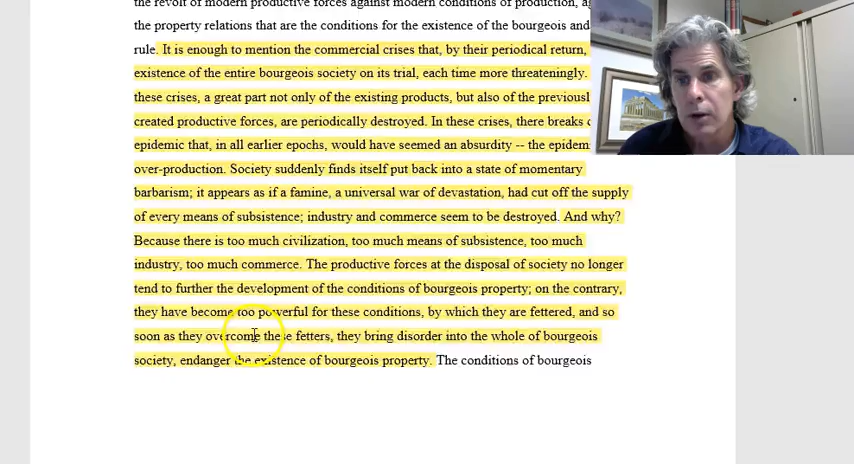 the revolt of modern productive forces against modern conditions of production,
the property relations that are the conditions for the existence of the bourgeois and
rule. It is enough to mention the commercial crises that, by their periodical return,
existence of the entire bourgeois society on its trial, each time more threateningly.
these crises, a great part not only of the existing products, but also of the previousl
created productive forces, are periodically destroyed. In these crises, there breaks
epidemic that, in all earlier epochs, would have seemed an absurdity -- the epidem
over-production. Society suddenly finds itself put back into a state of momentary
barbarism; it appears as if a famine, a universal war of devastation, had cut off the supply
of every means of subsistence; industry and commerce seem to be destroyed. And why?
Because there is too much civilization, too much means of subsistence, too much
industry, too much commerce. The productive forces at the disposal of society no longer
tend to further the development of the conditions of bourgeois property; on the contrary,
they have become too powerful for these conditions, by which they are fettered, and so
soon as they overcome these fetters, they bring disorder into the whole of bourgeois
society, endanger the existence of bourgeois property. The conditions of bourgeois